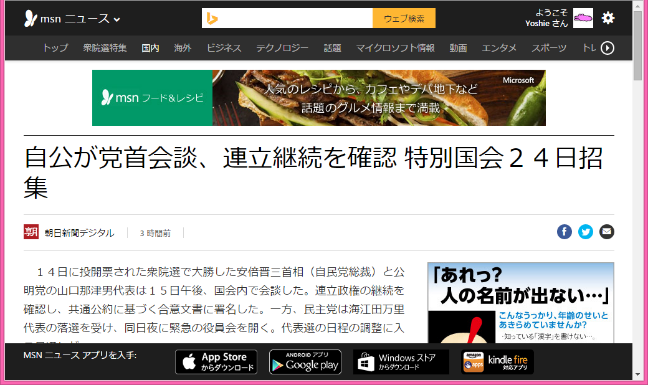 msn ニュース
ウェブ検索
ようこそ
Yoshie さん
トップ 衆院選特集 国内 海外 ビジネス テクノロジー 話題 マイクロソフト情報 動画 エンタメ スポーツ トレ
msn フード&レシピ
人気のレシピから、カフェやデパ地下など
話題のグルメ情報まで満載
Microsoft
自公が党首会談、連立継続を確認 特別国会２４日招
集
朝 朝日新聞デジタル
3 時間前
１４日に投開票された衆院選で大勝した安倍晋三首相（自民党総裁）と公
明党の山口那津男代表は１５日午後、国会内で会談した。連立政権の継続を
確認し、共通公約に基づく合意文書に署名した。一方、民主党は海江田万里
代表の落選を受け、同日夜に緊急の役員会を開く。代表選の日程の調整に入
「あれっ?
人の名前が出ない…」
こんなうっかり、年齢のせいと
あきらめていませんか?
・知っている「漢字」を書けない…
MSN ニュース アプリを入手:
App Store
からダウンロード
ANDROID アプリ
Google play
Windows ストア
からダウンロード
kindle fire
対応アプリ